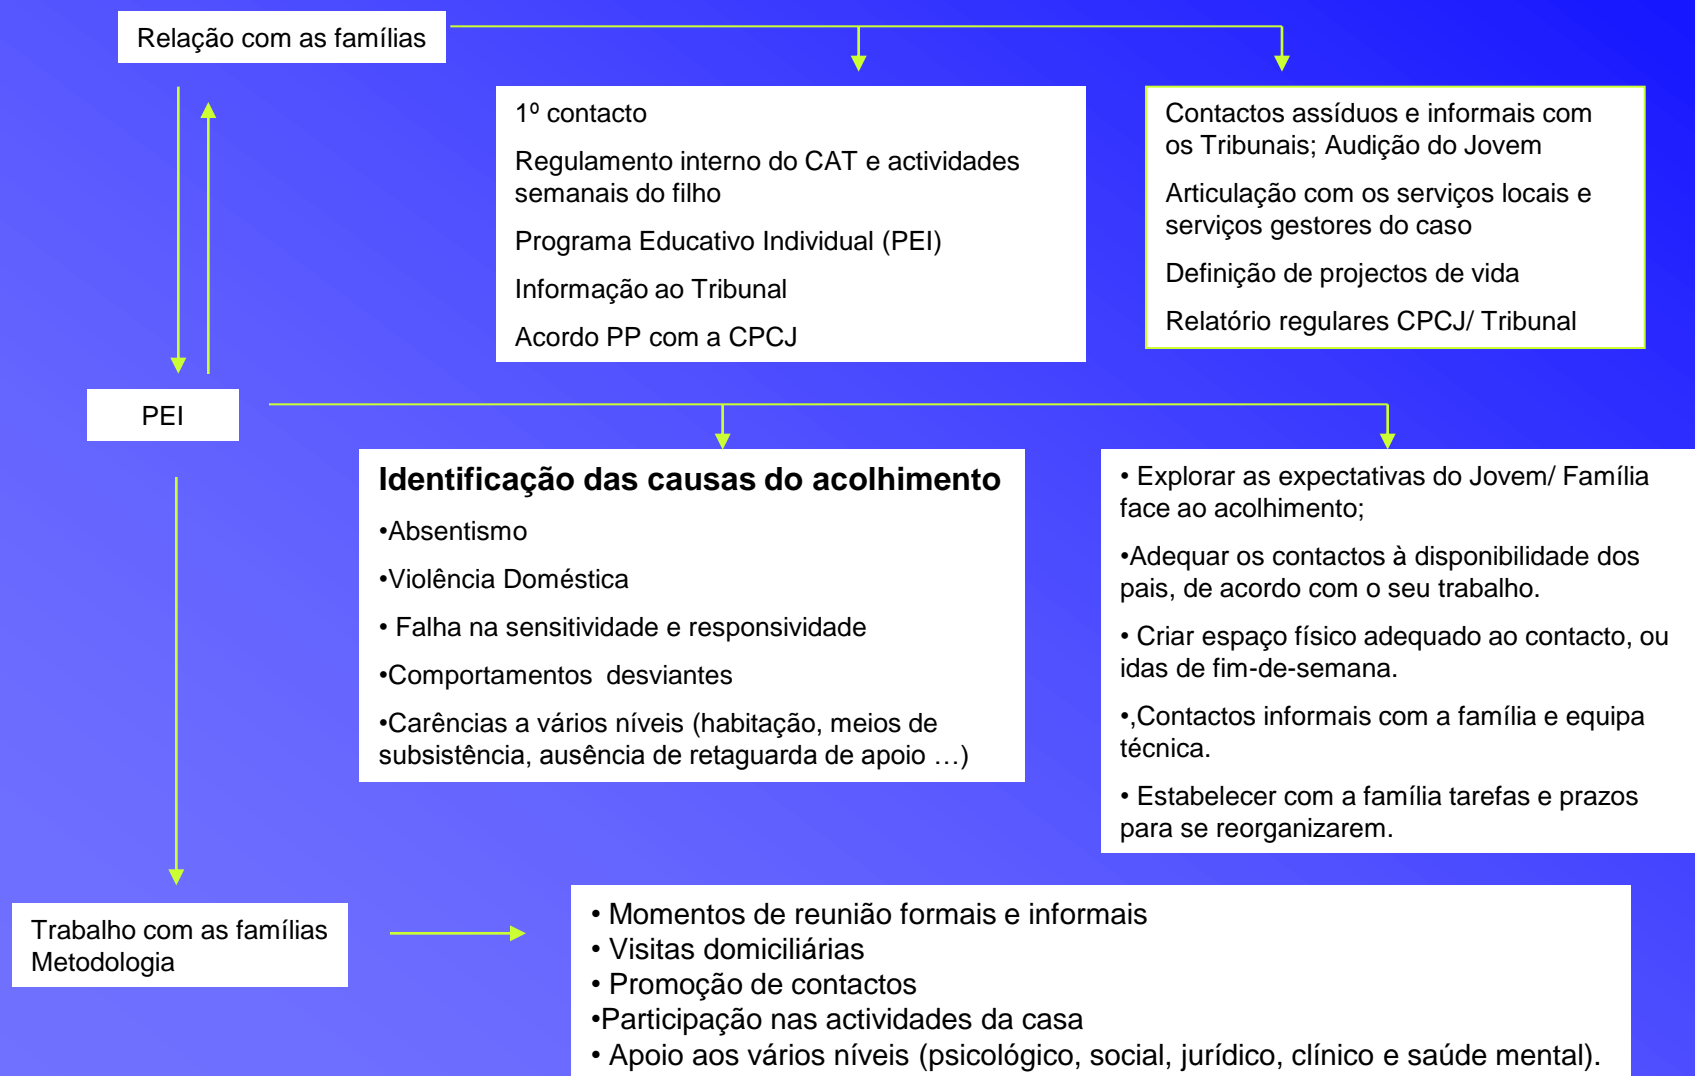 Relação com as famílias
1º contacto
Regulamento interno do CAT e actividades
semanais do filho
Programa Educativo Individual (PEI)
Informação ao Tribunal
Acordo PP com a CPCJ
Contactos assíduos e informais com
os Tribunais; Audição do Jovem
Articulação com os serviços locais e
serviços gestores do caso
Definição de projectos de vida
Relatório regulares CPCJ/ Tribunal
PEI
Identificação das causas do acolhimento
•Absentismo
•Violência Doméstica
• Falha na sensitividade e responsividade
•Comportamentos  desviantes
•Carências a vários níveis (habitação, meios de
subsistência, ausência de retaguarda de apoio …)
• Explorar as expectativas do Jovem/ Família
face ao acolhimento;
•Adequar os contactos à disponibilidade dos
pais, de acordo com o seu trabalho.
• Criar espaço físico adequado ao contacto, ou
idas de fim-de-semana.
•,Contactos informais com a família e equipa
técnica.
• Estabelecer com a família tarefas e prazos
para se reorganizarem.
Trabalho com as famílias
Metodologia
• Momentos de reunião formais e informais
• Visitas domiciliárias
• Promoção de contactos
•Participação nas actividades da casa
• Apoio aos vários níveis (psicológico, social, jurídico, clínico e saúde mental).